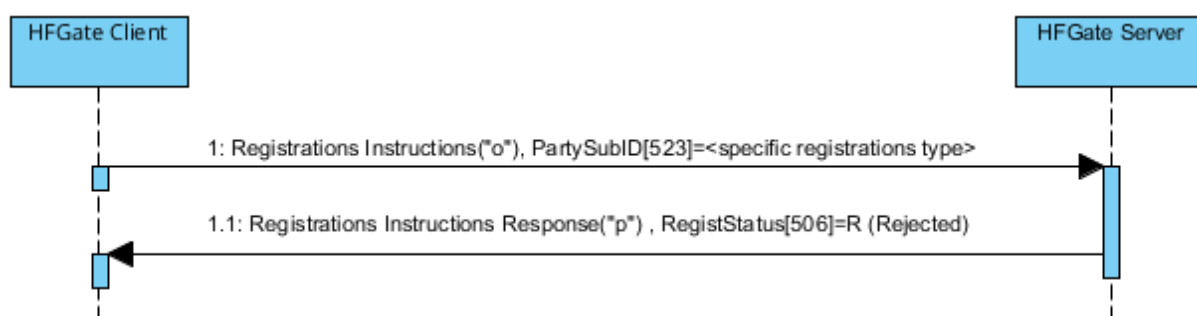 HFGate Client
HFGate Server
1: Registrations Instructions("o"), PartySubID[523]=<specific registrations type>
1.1: Registrations Instructions Response("p") , RegistStatus[506]=R (Rejected)